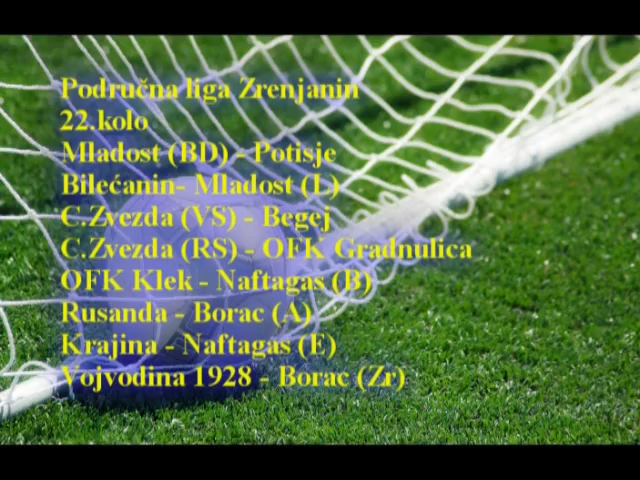 Područna liga Zrenjanin
22.kolo
Mladost (BD) - Potisje
Bilećanin- Mladost (L)
C.Zvezda (VS) - Begej
C.Zvezda (RS) - OFK Gradnulica
OFK Klek - Naftagas (B)
Rusanda - Borac (A)
Krajina - Naftagas (E)
Vojvodina 1928 - Borac (Zr)